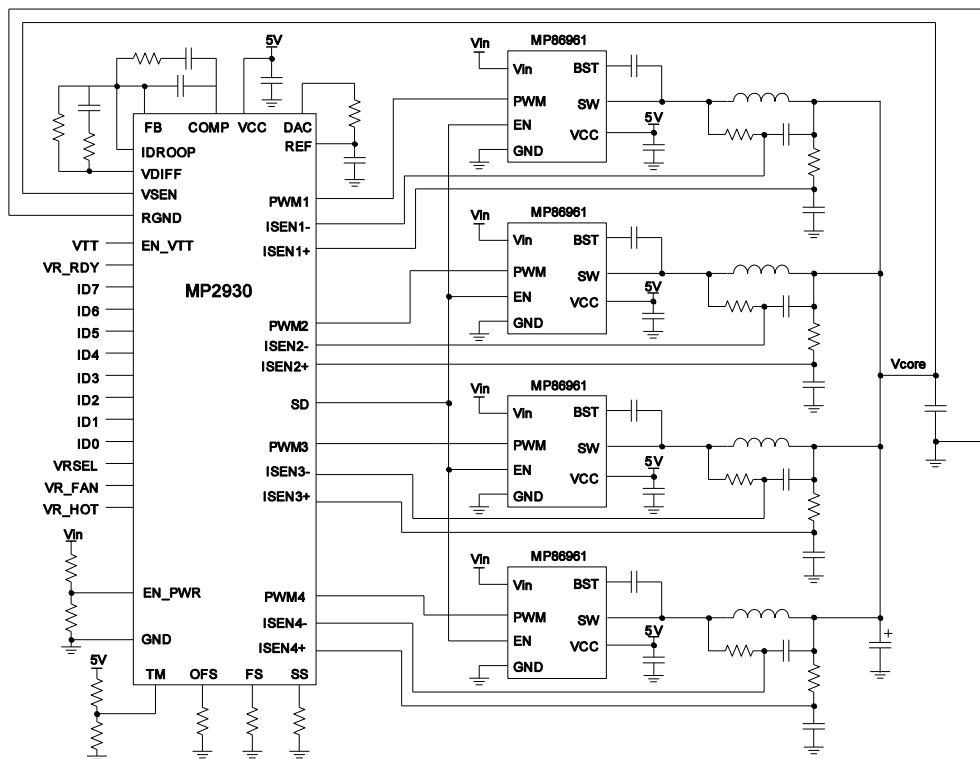 5V
FB
COMP
VCC
DAC
IDROOP
REF
VDIFF
VSEN
RGND
PWM1
ISEN1-
ISEN1+
VTT
EN_VTT
VR_RDY
ID7
MP2930
ID6
ID5
PWM2
ID4
ISEN2-
ISEN2+
ID3
ID2
SD
ID1
ID0
PWM3
VRSEL
ISEN3-
VR_FAN
ISEN3+
VR_HOT
Vin
EN_PWR
PWM4
ISEN4-
GND
ISEN4+
5V
TM
OFS
FS
SS
MP86961
Vin
Vin
BST
PWM
SW
EN
5V
VCC
GND
MP86961
Vin
Vin
BST
PWM
SW
EN
5V
VCC
GND
MP86961
Vin
Vin
BST
PWM
SW
EN
5V
VCC
GND
MP86961
Vin
Vin
BST
PWM
SW
EN
5V
VCC
GND
Vcore
+